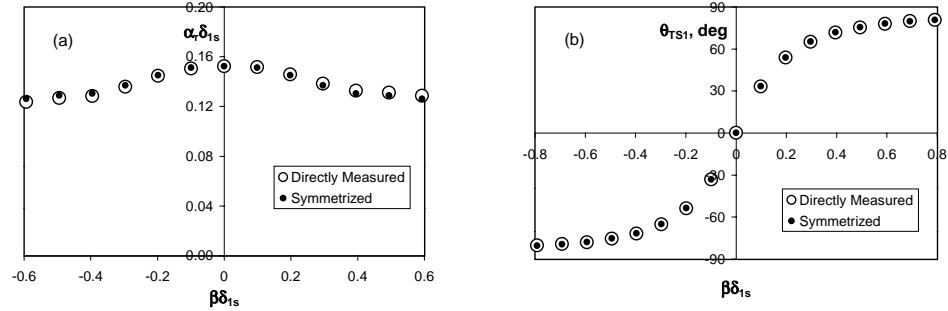 (a)
αᵣδ₁ₛ
0.20
0.16
0.12
0.08
0.04
0.00
-0.6 -0.4 -0.2 0 0.2 0.4 0.6
Directly Measured
Symmetrized
βδ₁ₛ
(b)
θ_TS1, deg
90
60
30
0
-30
-60
-90
-0.8 -0.6 -0.4 -0.2 0 0.2 0.4 0.6 0.8
Directly Measured
Symmetrized
βδ₁ₛ